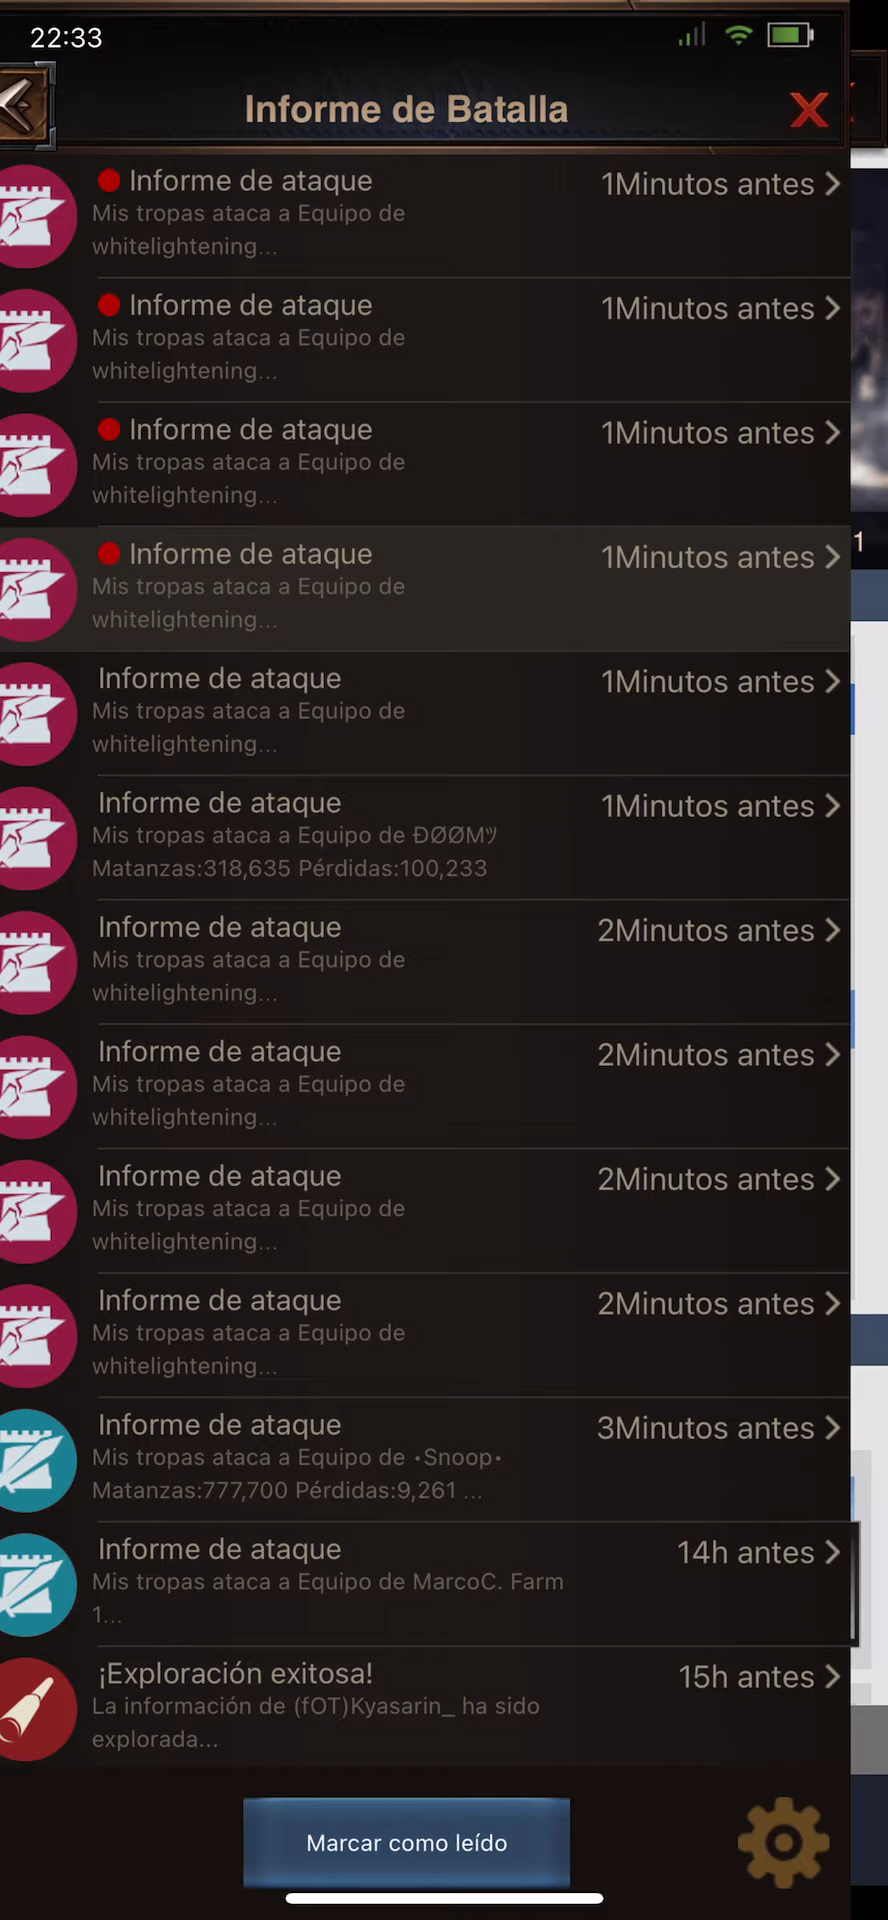 22:33
Informe de Batalla
X
Informe de ataque
1Minutos antes
Mis tropas ataca a Equipo de
whitelightening...
Informe de ataque
1Minutos antes
Mis tropas ataca a Equipo de
whitelightening...
Informe de ataque
1Minutos antes
Mis tropas ataca a Equipo de
whitelightening...
Informe de ataque
1Minutos antes
1
Mis tropas ataca a Equipo de
whitelightening...
Informe de ataque
1Minutos antes
Mis tropas ataca a Equipo de
whitelightening...
Informe de ataque
1Minutos antes
Mis tropas ataca a Equipo de ĐØØMツ
Matanzas:318,635 Pérdidas:100,233
Informe de ataque
2Minutos antes
Mis tropas ataca a Equipo de
whitelightening...
Informe de ataque
2Minutos antes
Mis tropas ataca a Equipo de
whitelightening...
Informe de ataque
2Minutos antes
Mis tropas ataca a Equipo de
whitelightening...
Informe de ataque
2Minutos antes
Mis tropas ataca a Equipo de
whitelightening...
Informe de ataque
3Minutos antes
Mis tropas ataca a Equipo de •Snoop•
Matanzas:777,700 Pérdidas:9,261 ...
Informe de ataque
14h antes
Mis tropas ataca a Equipo de MarcoC. Farm
1...
¡Exploración exitosa!
15h antes
La información de (fOT)Kyasarin_ ha sido
explorada...
Marcar como leído